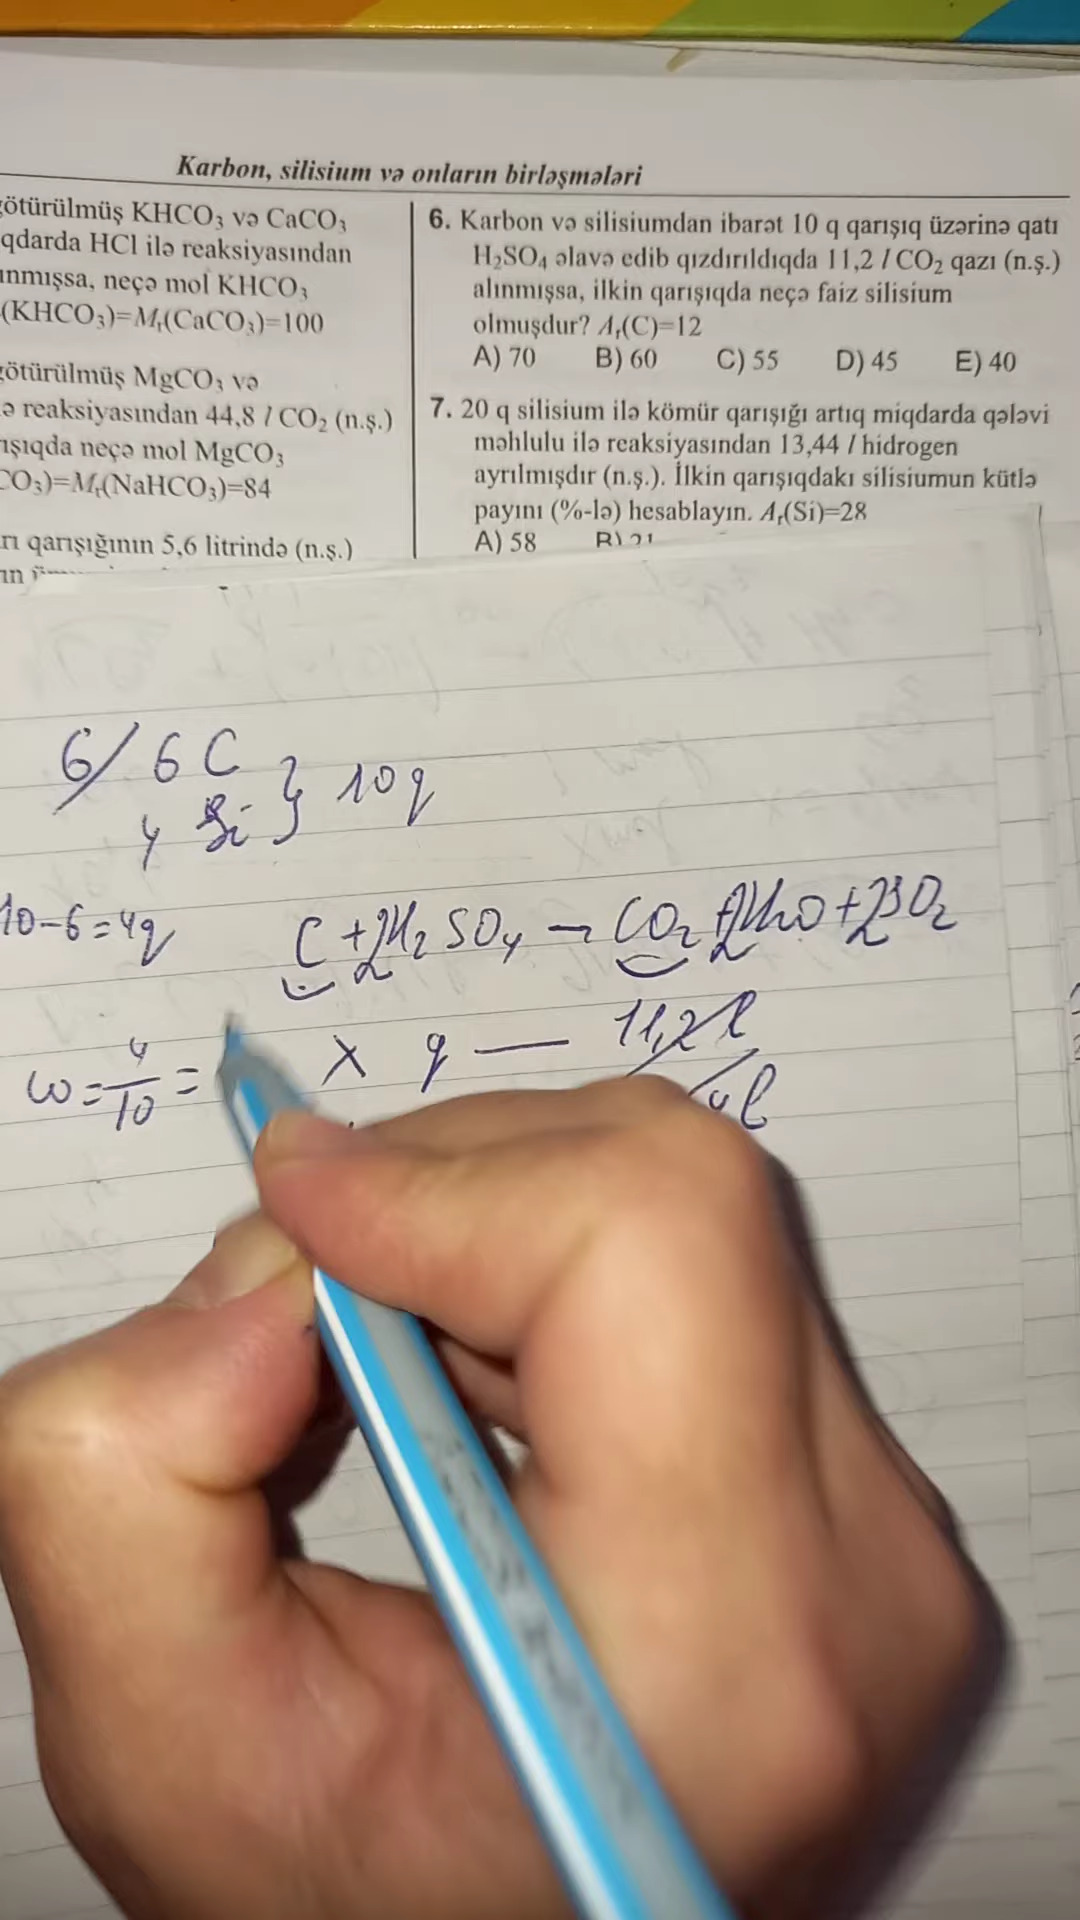 Karbon, silisium və onların birləşmələri
götürülmüş KHCO₃ və CaCO₃
qdarda HCl ilə reaksiyasından
nmışsa, neçə mol KHCO₃
(KHCO₃)=Mᵣ(CaCO₃)=100
götürülmüş MgCO₃ və
ə reaksiyasından 44,8 l CO₂ (n.ş.)
ışıqda neçə mol MgCO₃
CO₃)=Mᵣ(NaHCO₃)=84
rı qarışığının 5,6 litrində (n.ş.)
6. Karbon və silisiumdan ibarət 10 q qarışıq üzərinə qatı
H₂SO₄ əlavə edib qızdırıldıqda 11,2 l CO₂ qazı (n.ş.)
alınmışsa, ilkin qarışıqda neçə faiz silisium
olmuşdur? Aᵣ(C)=12
A) 70 B) 60 C) 55 D) 45 E) 40
7. 20 q silisium ilə kömür qarışığı artıq miqdarda qələvi
məhlulu ilə reaksiyasından 13,44 l hidrogen
ayrılmışdır (n.ş.). İlkin qarışıqdakı silisiumun kütlə
payını (%-lə) hesablayın. Aᵣ(Si)=28
A) 58 B) 21
6/ 6 C
4 Si } 10q
10-6=4q
C+2H₂SO₄→CO₂+2H₂O+2SO₂
x q — 11,2 l
ω=4/10=